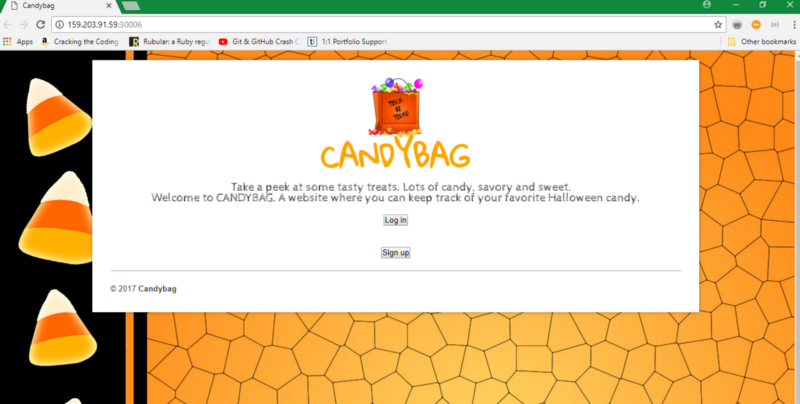 Candybag
159.203.91.59:30006
Apps
Cracking the Coding
Rubular: a Ruby regu
Git & GitHub Crash C
1:1 Portfolio Support
Other bookmarks
TRICK
OR
TREAT
CANDYBAG
Take a peek at some tasty treats. Lots of candy, savory and sweet.
Welcome to CANDYBAG. A website where you can keep track of your favorite Halloween candy.
Log in
Sign up
© 2017 Candybag